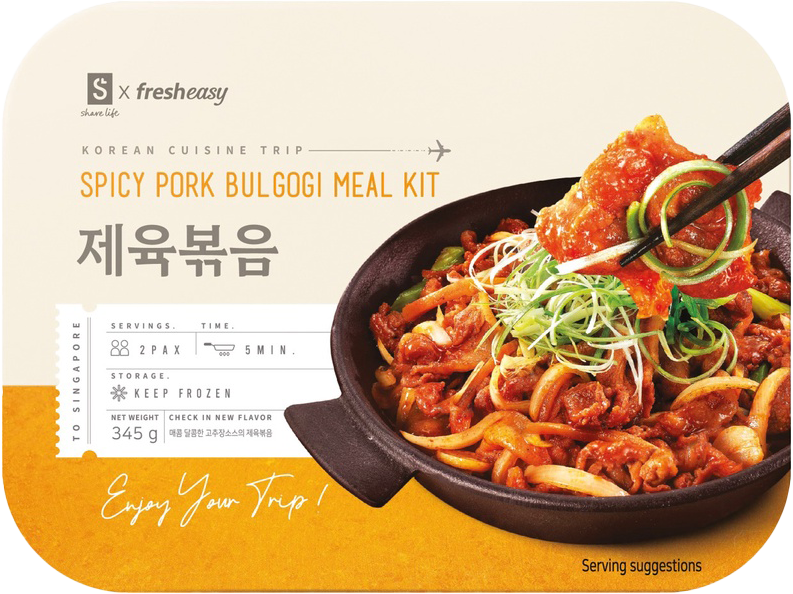 S X fresheasy
share life
KOREAN CUISINE TRIP
SPICY PORK BULGOGI MEAL KIT
제육볶음
TO SINGAPORE
SERVINGS. TIME.
2PAX 5MIN.
STORAGE.
KEEP FROZEN
NET WEIGHT CHECK IN NEW FLAVOR
345 g 매콤 달콤한 고추장소스의 제육볶음
Enjoy Your Trip!
Serving suggestions